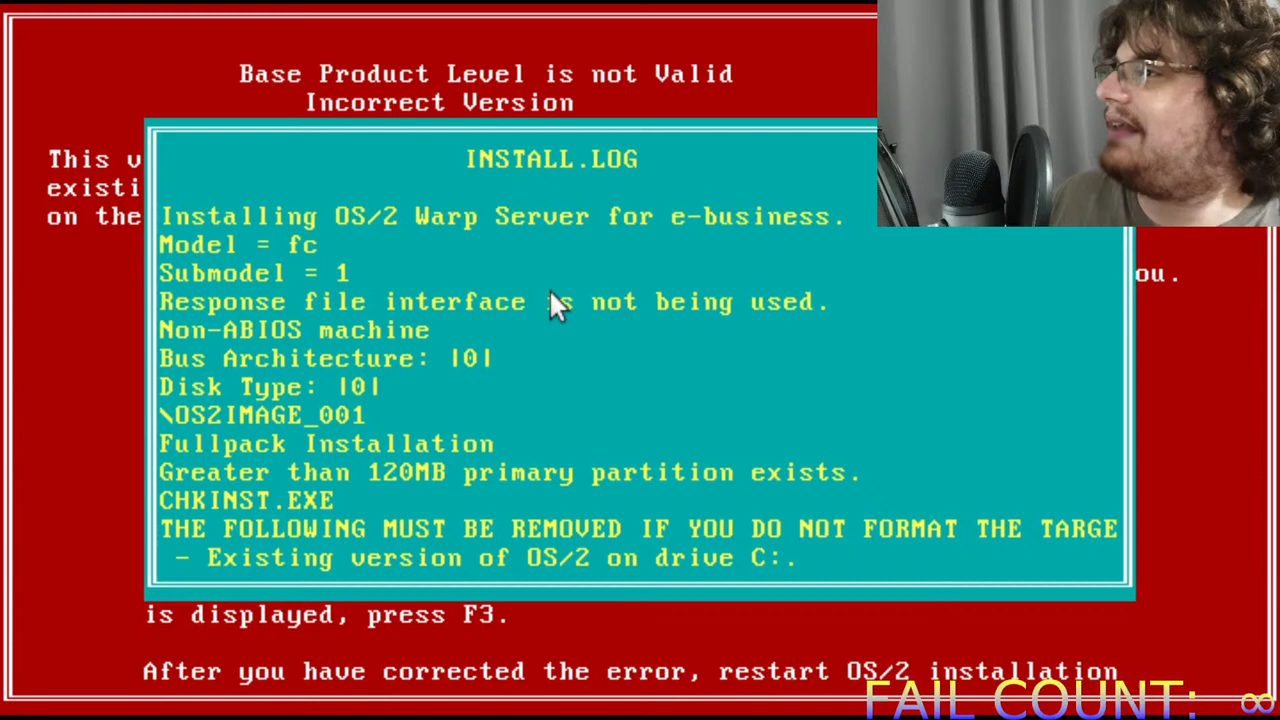 Base Product Level is not Valid
Incorrect Version
This v
existi
on the
ou.
INSTALL.LOG
Installing OS/2 Warp Server for e-business.
Model = fc
Submodel = 1
Response file interface is not being used.
Non-ABIOS machine
Bus Architecture: |0|
Disk Type: |0|
\OS2IMAGE_001
Fullpack Installation
Greater than 120MB primary partition exists.
CHKINST.EXE
THE FOLLOWING MUST BE REMOVED IF YOU DO NOT FORMAT THE TARGE
- Existing version of OS/2 on drive C:.
is displayed, press F3.
After you have corrected the error, restart OS/2 installation
FAIL COUNT: ∞